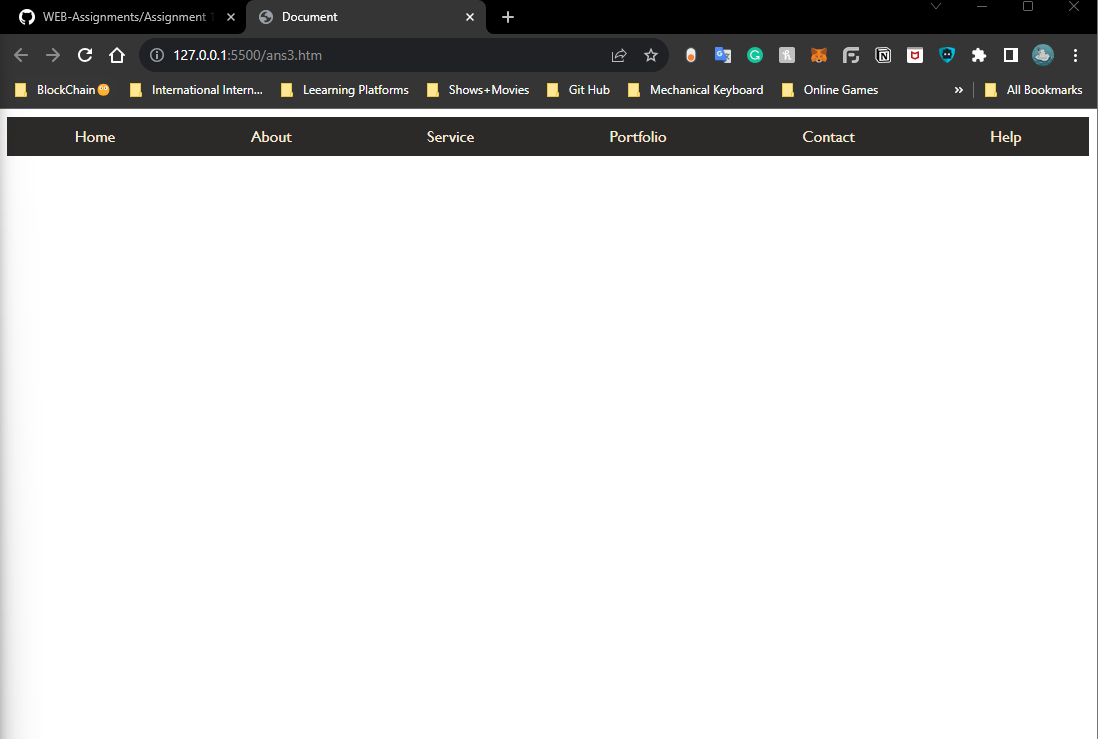 WEB-Assignments/Assignment Document
127.0.0.1:5500/ans3.htm
BlockChain International Intern... Leearning Platforms Shows+Movies Git Hub Mechanical Keyboard Online Games » All Bookmarks
Home About Service Portfolio Contact Help